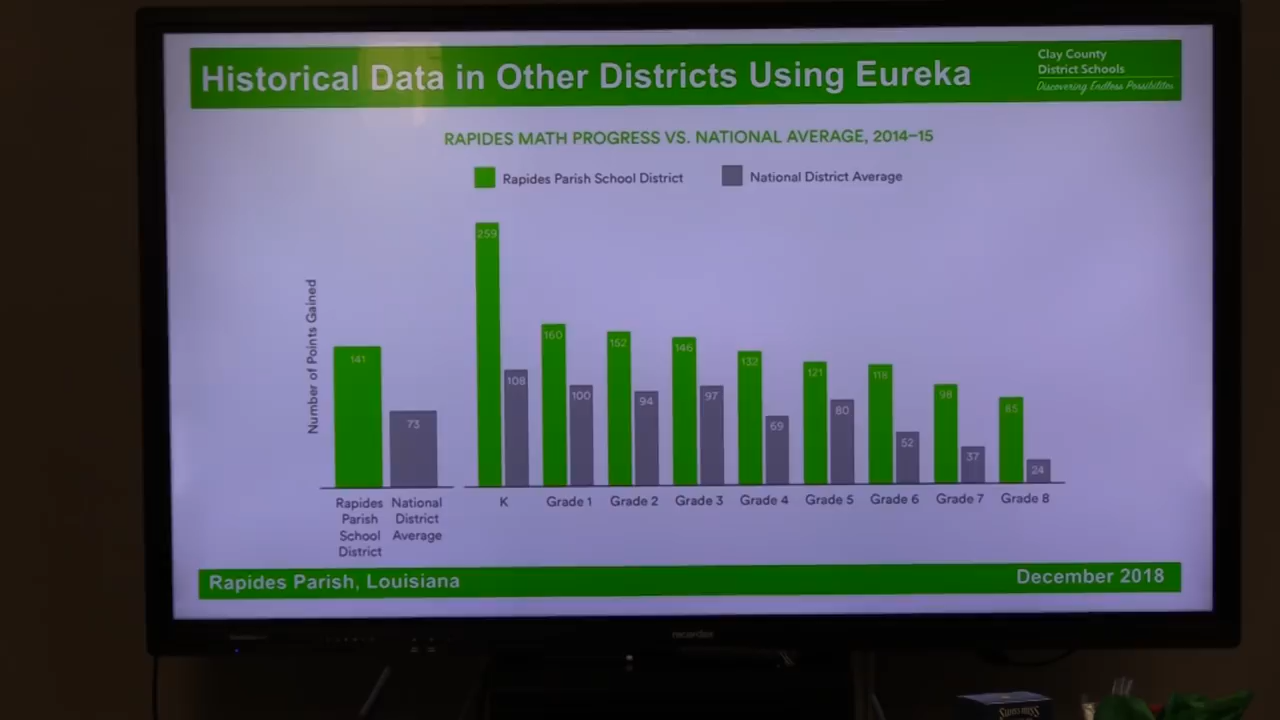 Historical Data in Other Districts Using Eureka
Clay County
District Schools
Discovering Endless Possibilities
RAPIDES MATH PROGRESS VS. NATIONAL AVERAGE, 2014–15
Rapides Parish School District
National District Average
Number of Points Gained
141
73
259
108
160
100
152
94
146
97
132
69
121
80
118
52
98
37
85
24
Rapides
Parish
School
District
National
District
Average
K
Grade 1
Grade 2
Grade 3
Grade 4
Grade 5
Grade 6
Grade 7
Grade 8
Rapides Parish, Louisiana
December 2018
recordex